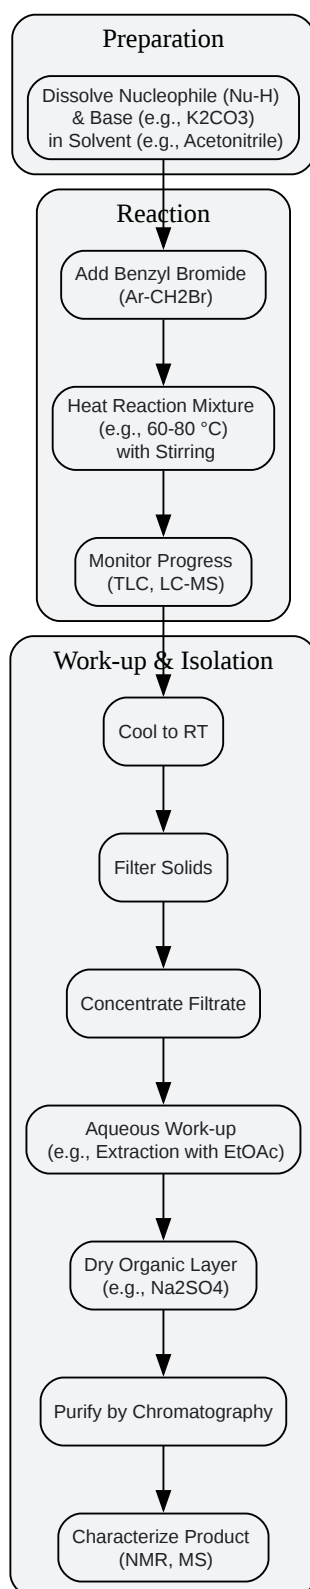 Preparation
Dissolve Nucleophile (Nu-H)
& Base (e.g., K2CO3)
in Solvent (e.g., Acetonitrile)
Reaction
Add Benzyl Bromide
(Ar-CH2Br)
Heat Reaction Mixture
(e.g., 60-80 °C)
with Stirring
Monitor Progress
(TLC, LC-MS)
Work-up & Isolation
Cool to RT
Filter Solids
Concentrate Filtrate
Aqueous Work-up
(e.g., Extraction with EtOAc)
Dry Organic Layer
(e.g., Na2SO4)
Purify by Chromatography
Characterize Product
(NMR, MS)